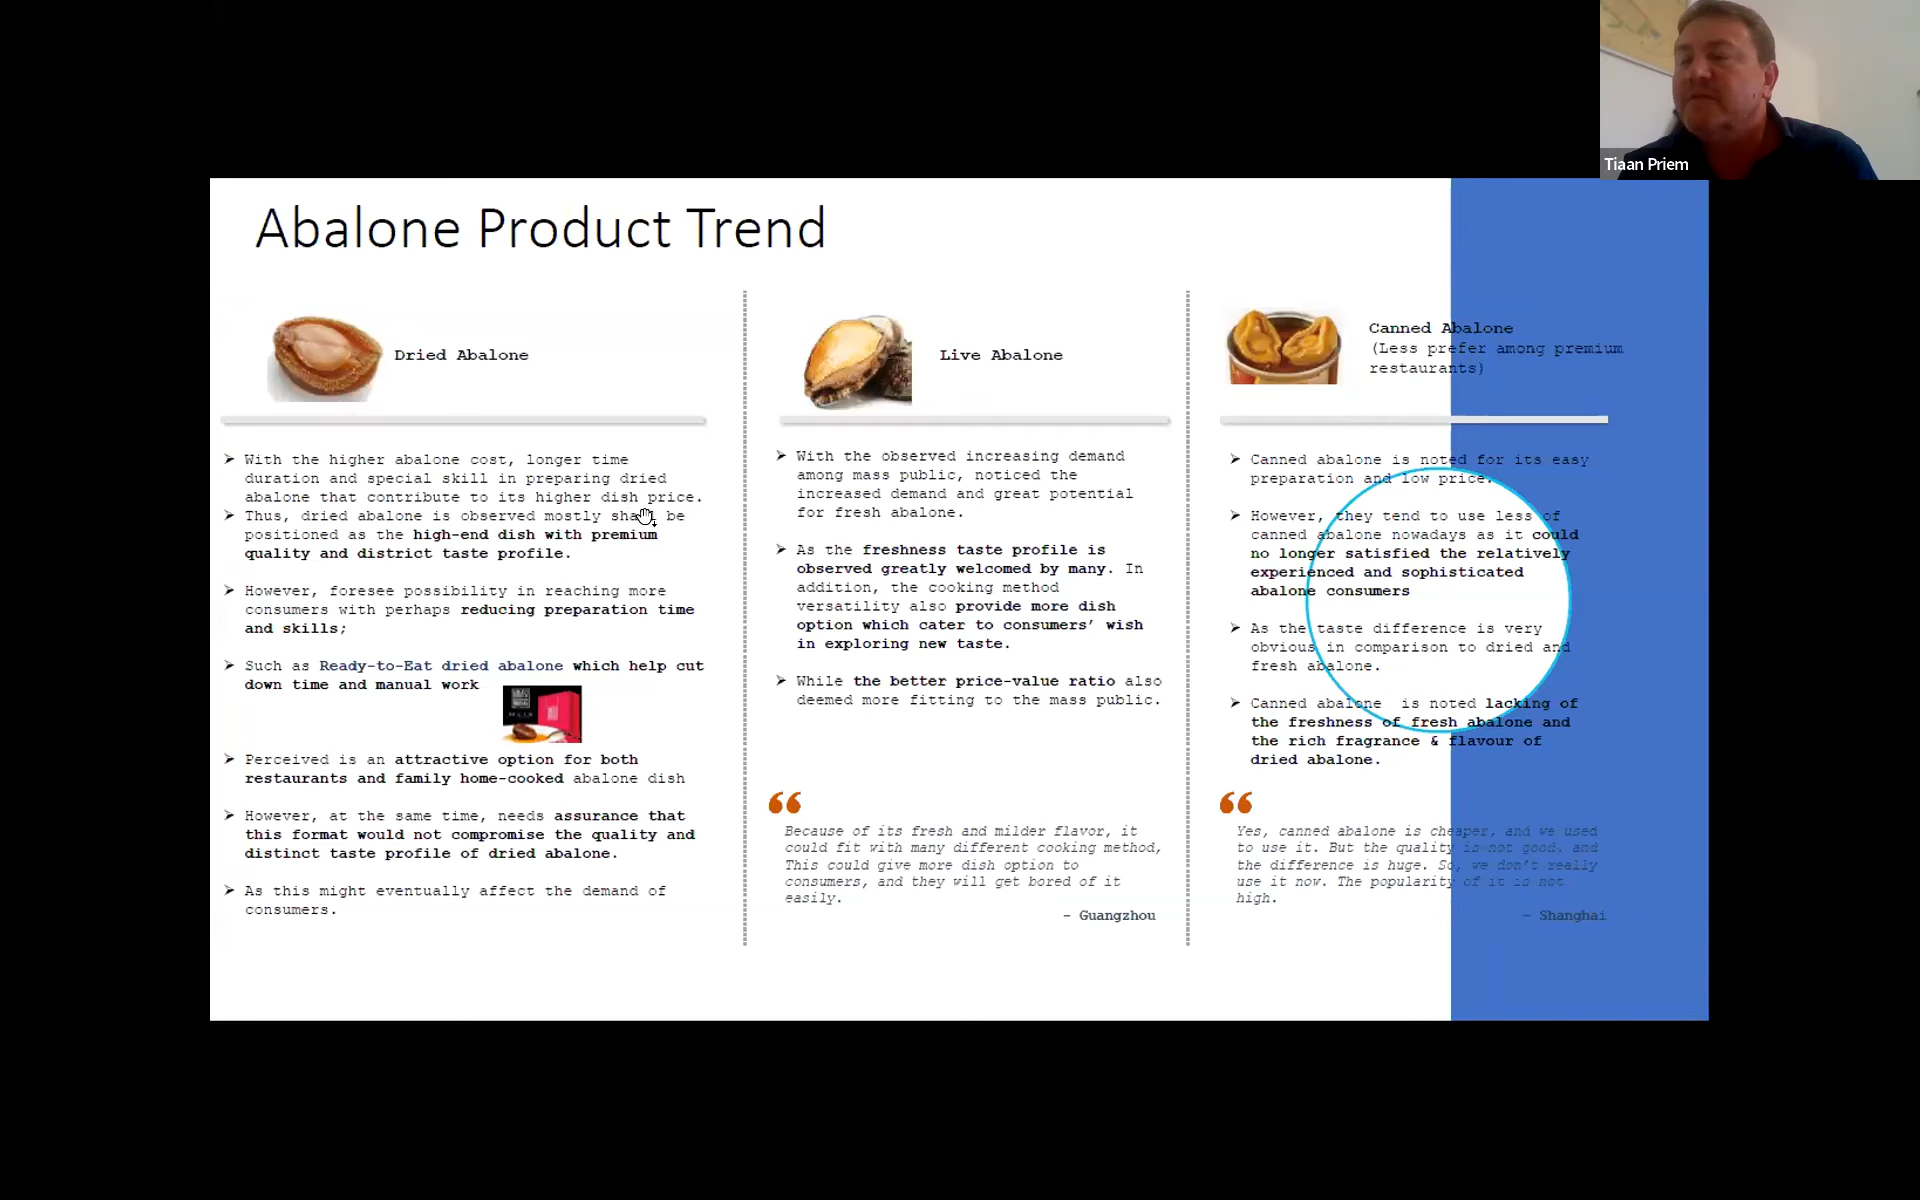 Tiaan Priem
Abalone Product Trend
Dried Abalone
With the higher abalone cost, longer time
duration and special skill in preparing dried
abalone that contribute to its higher dish price.
Thus, dried abalone is observed mostly shall be
positioned as the high-end dish with premium
quality and district taste profile.
However, foresee possibility in reaching more
consumers with perhaps reducing preparation time
and skills;
Such as Ready-to-Eat dried abalone which help cut
down time and manual work
Perceived is an attractive option for both
restaurants and family home-cooked abalone dish
However, at the same time, needs assurance that
this format would not compromise the quality and
distinct taste profile of dried abalone.
As this might eventually affect the demand of
consumers.
Live Abalone
With the observed increasing demand
among mass public, noticed the
increased demand and great potential
for fresh abalone.
As the freshness taste profile is
observed greatly welcomed by many. In
addition, the cooking method
versatility also provide more dish
option which cater to consumers' wish
in exploring new taste.
While the better price-value ratio also
deemed more fitting to the mass public.
Because of its fresh and milder flavor, it
could fit with many different cooking method,
This could give more dish option to
consumers, and they will get bored of it
easily.
– Guangzhou
Canned Abalone
(Less prefer among premium
restaurants)
Canned abalone is noted for its easy
preparation and low price.
However, they tend to use less of
canned abalone nowadays as it could
no longer satisfied the relatively
experienced and sophisticated
abalone consumers
As the taste difference is very
obvious in comparison to dried and
fresh abalone.
Canned abalone is noted lacking of
the freshness of fresh abalone and
the rich fragrance & flavour of
dried abalone.
Yes, canned abalone is cheaper, and we used
to use it. But the quality is not good, and
the difference is huge. So, we don't really
use it now. The popularity of it is not
high.
– Shanghai